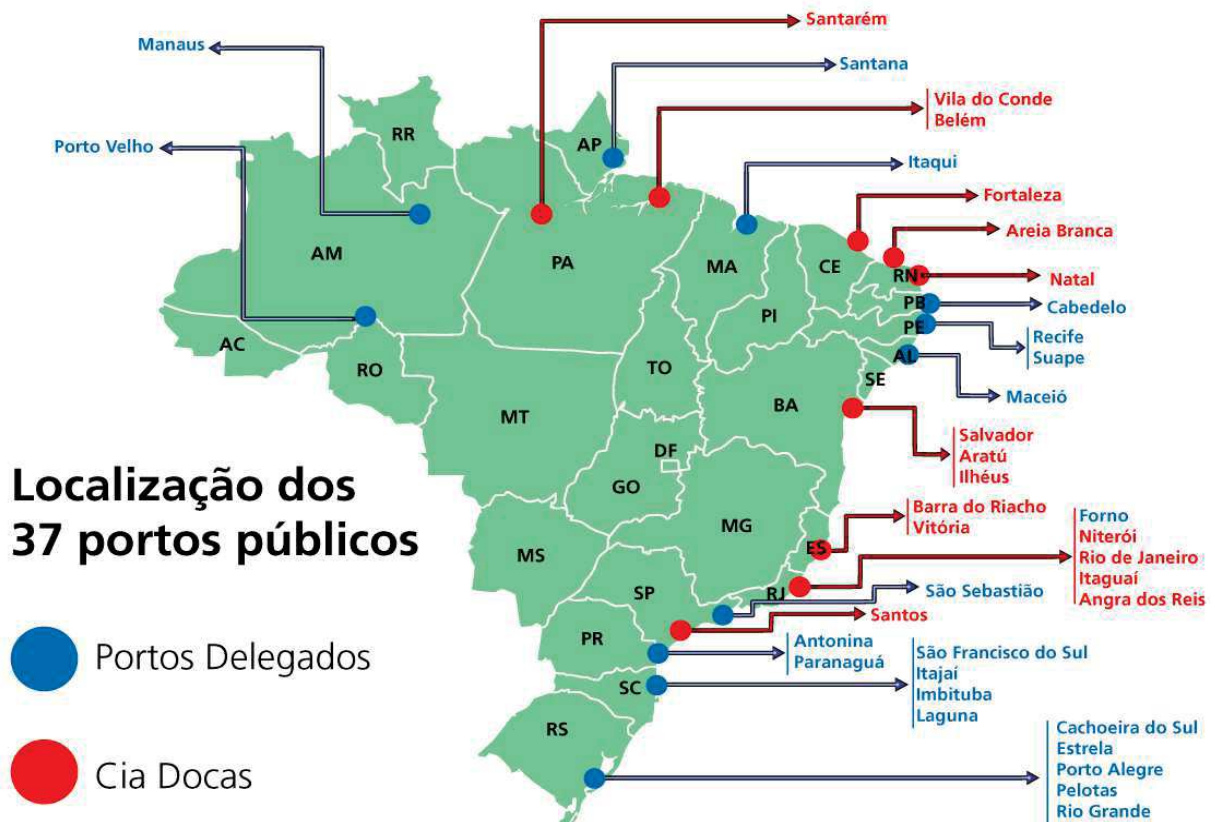 Santarém
Manaus
Santana
Vila do Conde
Belém
RR
AP
Porto Velho
Itaqui
Fortaleza
Areia Branca
AM
PA
MA
CE
RN
Natal
PB
Cabedelo
PI
PE
Recife
Suape
AC
RO
TO
AL
SE
Maceió
MT
BA
Salvador
Aratú
Ilhéus
DF
GO
Localização dos
37 portos públicos
MG
Barra do Riacho
Vitória
ES
Forno
Niterói
Rio de Janeiro
Itaguaí
Angra dos Reis
MS
SP
RJ
São Sebastião
Santos
PR
Antonina
Paranaguá
Portos Delegados
São Francisco do Sul
Itajaí
Imbituba
Laguna
SC
RS
Cachoeira do Sul
Estrela
Porto Alegre
Pelotas
Rio Grande
Cia Docas